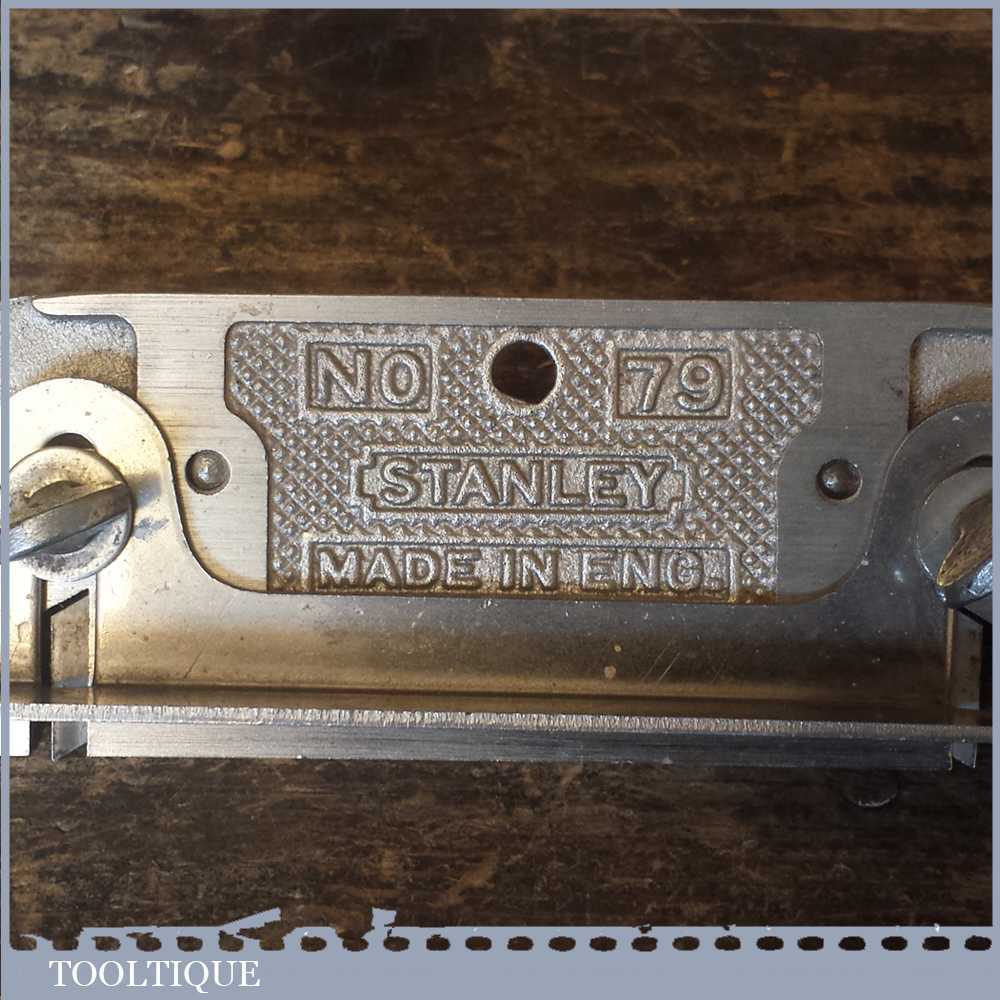 NO 79
STANLEY
MADE IN ENG.
TOOLTIQUE